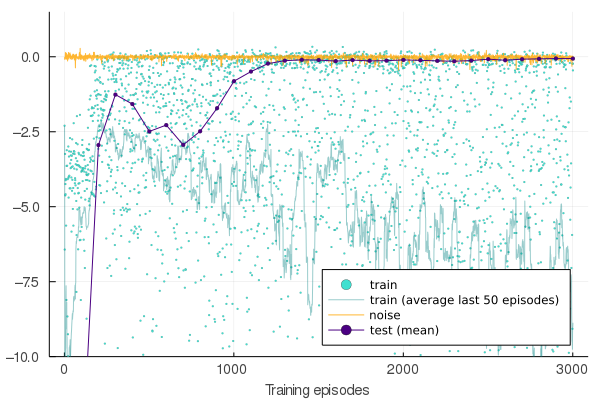 0.0
−2.5
−5.0
−7.5
−10.0
train
train (average last 50 episodes)
noise
test (mean)
0 1000 2000 3000
Training episodes